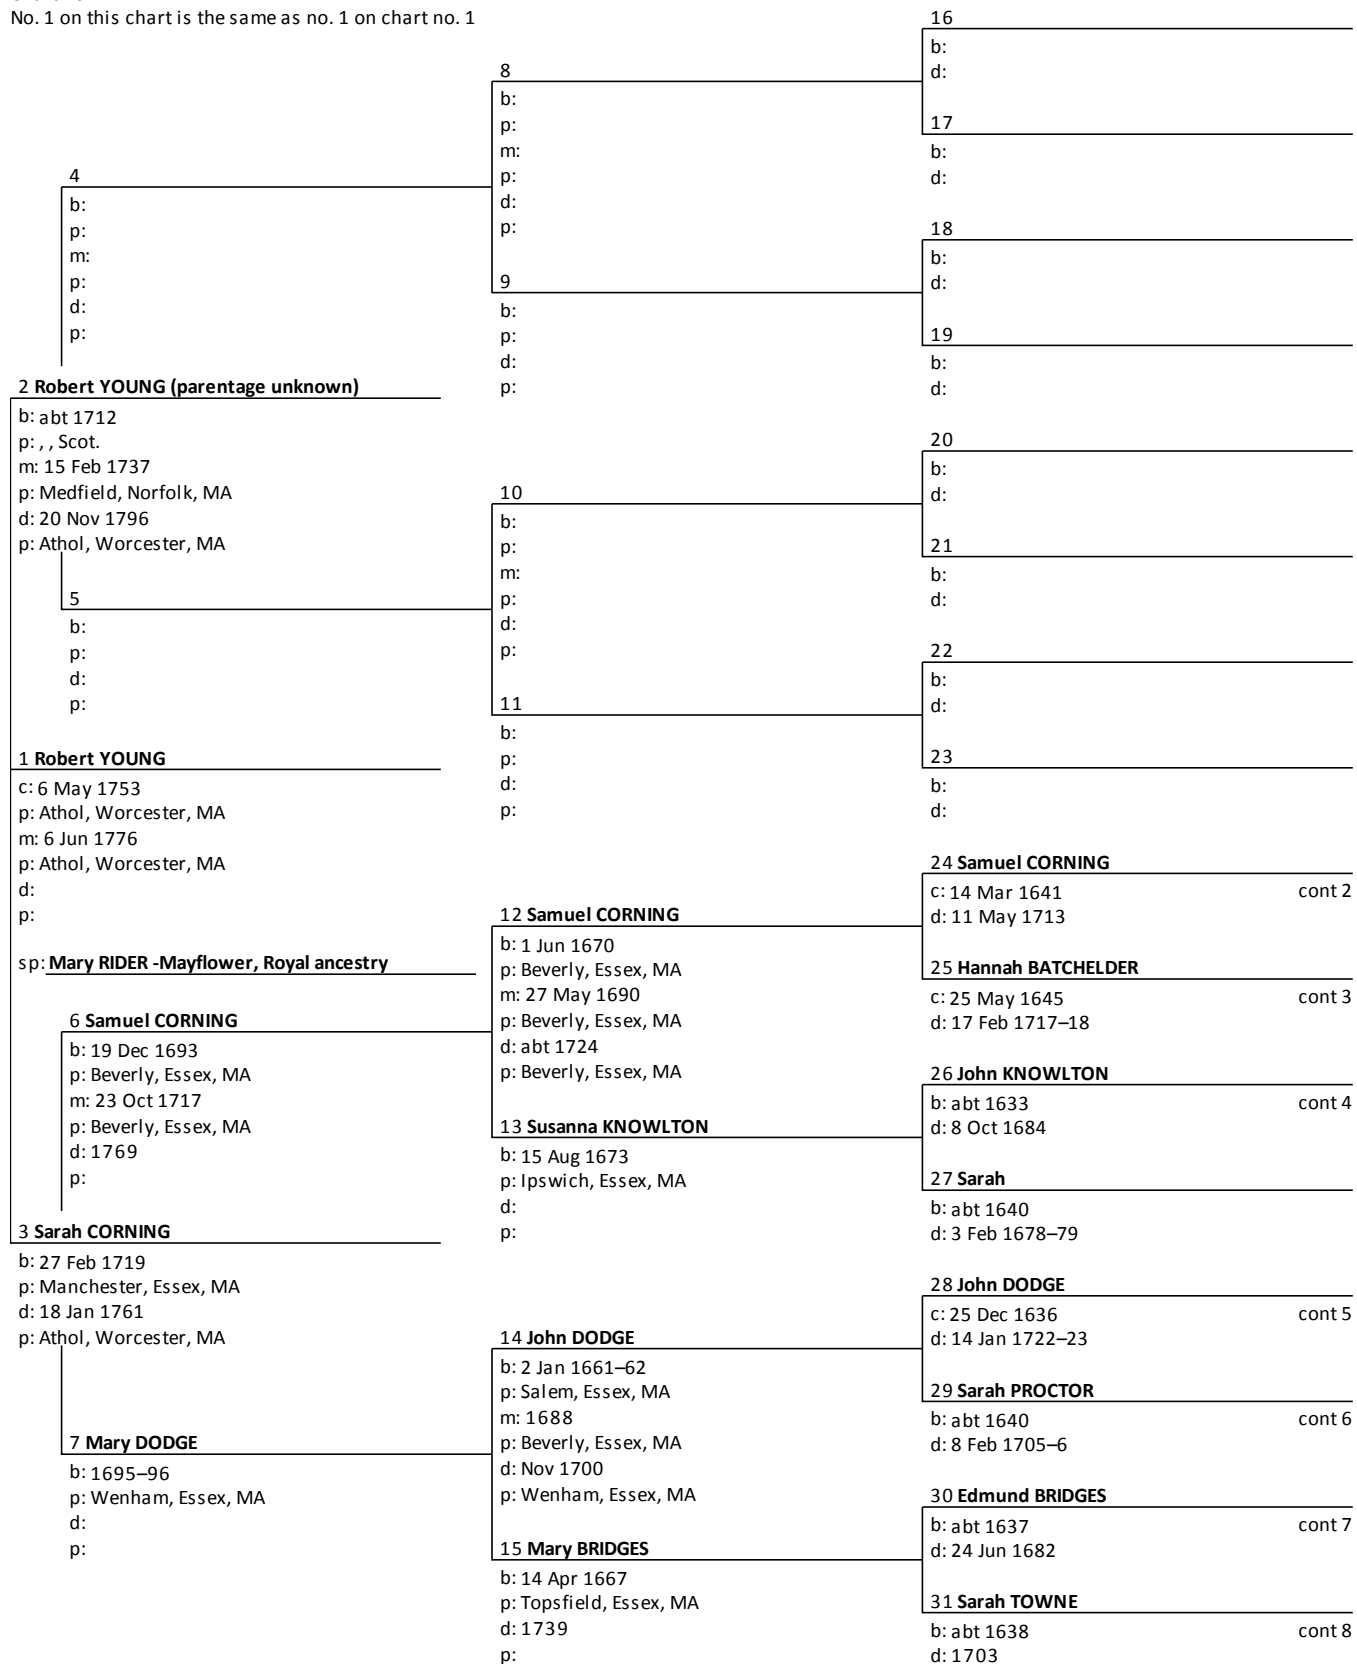 No. 1 on this chart is the same as no. 1 on chart no. 1
16
b:
d:
8
b:
p:
m:
p:
d:
p:
17
b:
d:
4
b:
p:
m:
p:
d:
p:
18
b:
d:
9
b:
p:
d:
p:
19
b:
d:
2 Robert YOUNG (parentage unknown)
b: abt 1712
p: , , Scot.
m: 15 Feb 1737
p: Medfield, Norfolk, MA
d: 20 Nov 1796
p: Athol, Worcester, MA
20
b:
d:
10
b:
p:
m:
p:
d:
p:
21
b:
d:
5
b:
p:
d:
p:
22
b:
d:
11
b:
p:
d:
p:
23
b:
d:
1 Robert YOUNG
c: 6 May 1753
p: Athol, Worcester, MA
m: 6 Jun 1776
p: Athol, Worcester, MA
d:
p:
sp: Mary RIDER -Mayflower, Royal ancestry
24 Samuel CORNING
c: 14 Mar 1641 cont 2
d: 11 May 1713
12 Samuel CORNING
b: 1 Jun 1670
p: Beverly, Essex, MA
m: 27 May 1690
p: Beverly, Essex, MA
d: abt 1724
p: Beverly, Essex, MA
25 Hannah BATCHELDER
c: 25 May 1645 cont 3
d: 17 Feb 1717–18
6 Samuel CORNING
b: 19 Dec 1693
p: Beverly, Essex, MA
m: 23 Oct 1717
p: Beverly, Essex, MA
d: 1769
p:
26 John KNOWLTON
b: abt 1633 cont 4
d: 8 Oct 1684
13 Susanna KNOWLTON
b: 15 Aug 1673
p: Ipswich, Essex, MA
d:
p:
27 Sarah
b: abt 1640
d: 3 Feb 1678–79
3 Sarah CORNING
b: 27 Feb 1719
p: Manchester, Essex, MA
d: 18 Jan 1761
p: Athol, Worcester, MA
28 John DODGE
c: 25 Dec 1636 cont 5
d: 14 Jan 1722–23
14 John DODGE
b: 2 Jan 1661–62
p: Salem, Essex, MA
m: 1688
p: Beverly, Essex, MA
d: Nov 1700
p: Wenham, Essex, MA
29 Sarah PROCTOR
b: abt 1640 cont 6
d: 8 Feb 1705–6
7 Mary DODGE
b: 1695–96
p: Wenham, Essex, MA
d:
p:
30 Edmund BRIDGES
b: abt 1637 cont 7
d: 24 Jun 1682
15 Mary BRIDGES
b: 14 Apr 1667
p: Topsfield, Essex, MA
d: 1739
p:
31 Sarah TOWNE
b: abt 1638 cont 8
d: 1703